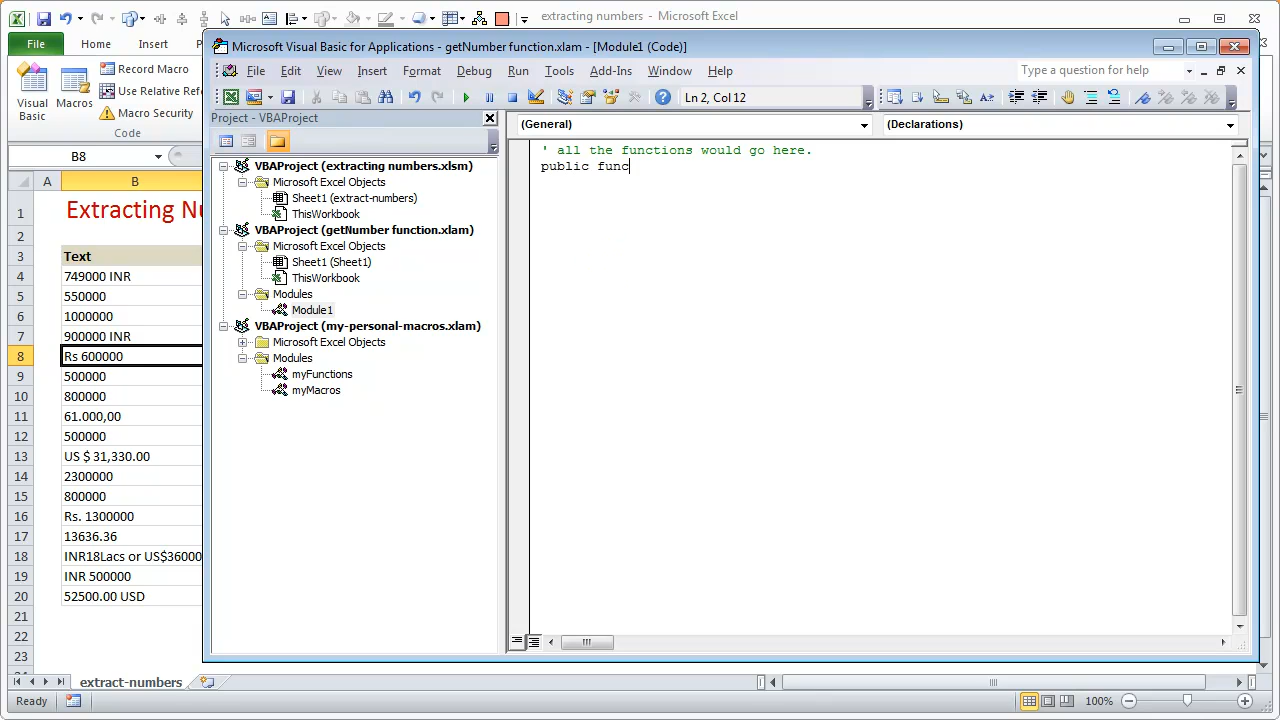 extracting numbers - Microsoft Excel
File
Home
Insert
P
Visual Basic
Macros
Record Macro
Use Relative Refe
Macro Security
Code
B8
A
B
1
Extracting Nu
2
3 Text
4 749000 INR
5 550000
6 1000000
7 900000 INR
8 Rs 600000
9 500000
10 800000
11 61.000,00
12 500000
13 US $ 31,330.00
14 2300000
15 800000
16 Rs. 1300000
17 13636.36
18 INR18Lacs or US$36000
19 INR 500000
20 52500.00 USD
21
22
23
extract-numbers
Ready
100%
Microsoft Visual Basic for Applications - getNumber function.xlam - [Module1 (Code)]
File Edit View Insert Format Debug Run Tools Add-Ins Window Help
Type a question for help
Ln 2, Col 12
Project - VBAProject
VBAProject (extracting numbers.xlsm)
Microsoft Excel Objects
Sheet1 (extract-numbers)
ThisWorkbook
VBAProject (getNumber function.xlam)
Microsoft Excel Objects
Sheet1 (Sheet1)
ThisWorkbook
Modules
Module1
VBAProject (my-personal-macros.xlam)
Microsoft Excel Objects
Modules
myFunctions
myMacros
(General)
(Declarations)
' all the functions would go here.
public func